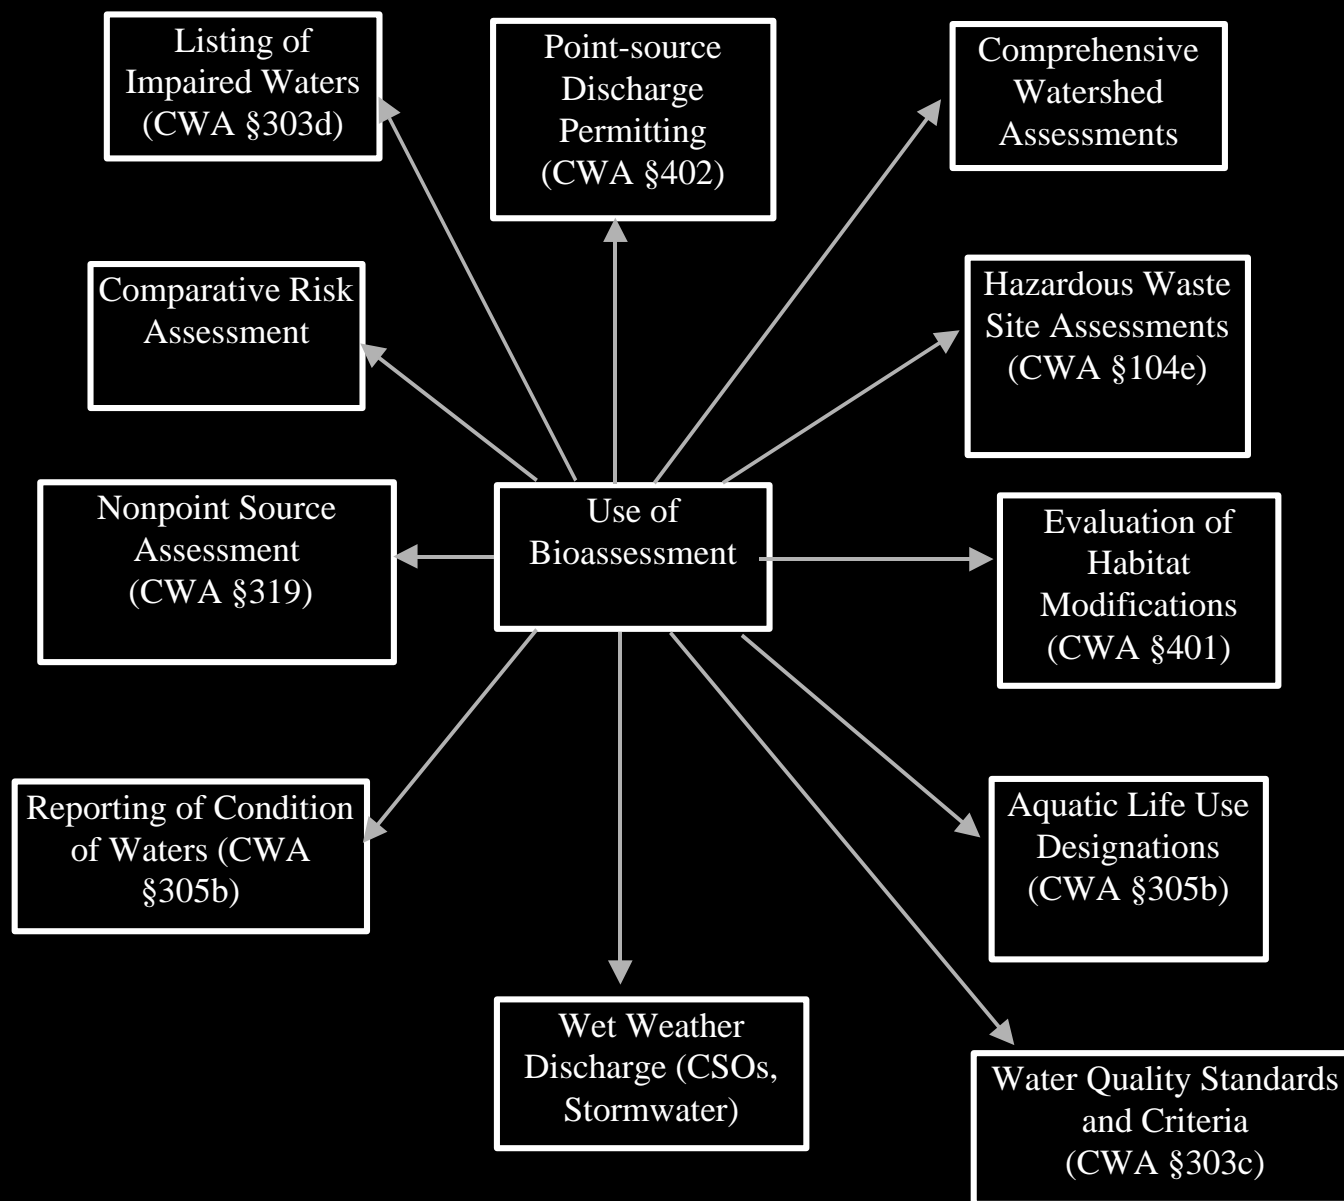 Listing of
Impaired Waters
(CWA §303d)
Point-source
Discharge
Permitting
(CWA §402)
Comprehensive
Watershed
Assessments
Comparative Risk
Assessment
Hazardous Waste
Site Assessments
(CWA §104e)
Nonpoint Source
Assessment
(CWA §319)
Use of
Bioassessment
Evaluation of
Habitat
Modifications
(CWA §401)
Reporting of Condition
of Waters (CWA
§305b)
Aquatic Life Use
Designations
(CWA §305b)
Wet Weather
Discharge (CSOs,
Stormwater)
Water Quality Standards
and Criteria
(CWA §303c)